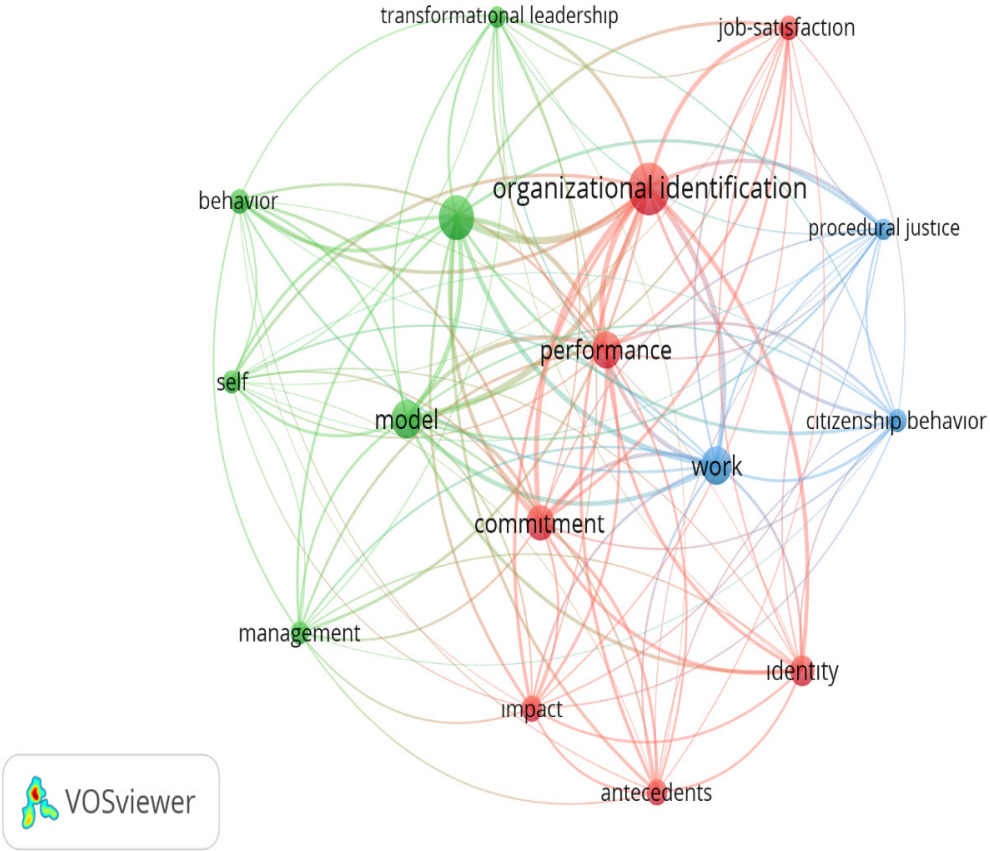 transformational leadership
job-satisfaction
organizational identification
behavior
procedural justice
performance
self
model
citizenship behavior
work
commitment
management
identity
impact
antecedents
VOSviewer